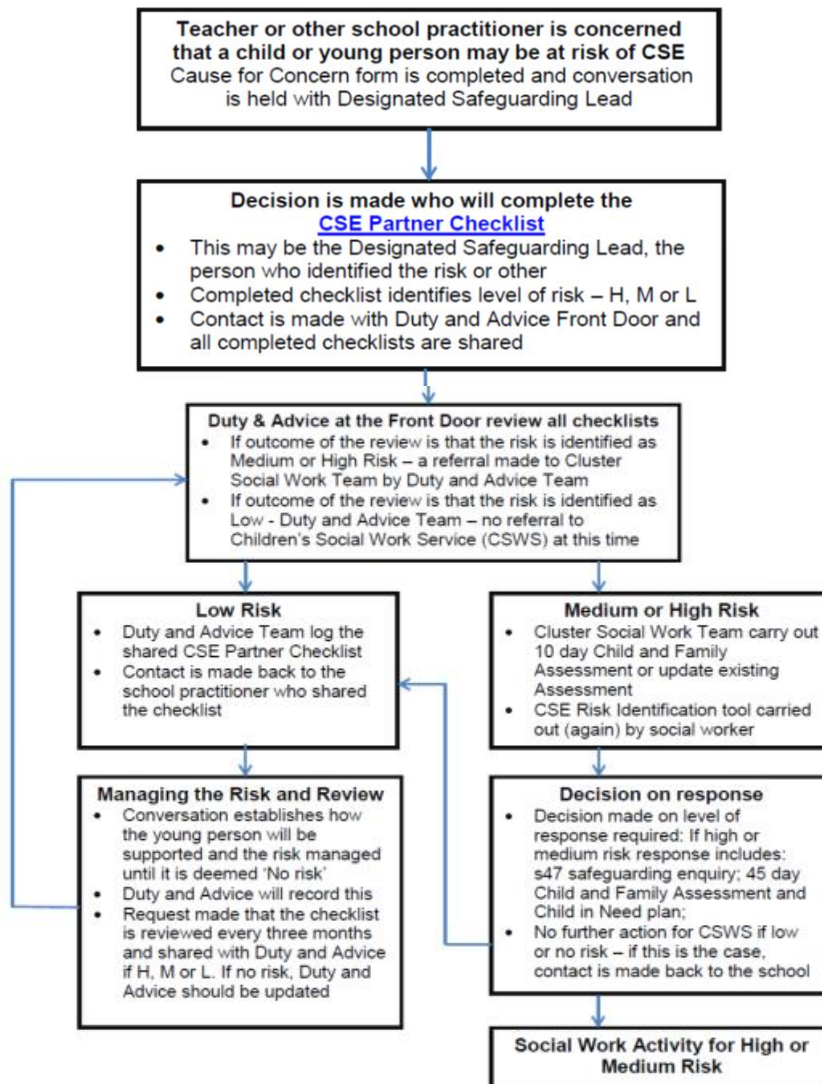 Teacher or other school practitioner is concerned
that a child or young person may be at risk of CSE
Cause for Concern form is completed and conversation
is held with Designated Safeguarding Lead
Decision is made who will complete the
CSE Partner Checklist
• This may be the Designated Safeguarding Lead, the
person who identified the risk or other
• Completed checklist identifies level of risk – H, M or L
• Contact is made with Duty and Advice Front Door and
all completed checklists are shared
Duty & Advice at the Front Door review all checklists
• If outcome of the review is that the risk is identified as
Medium or High Risk – a referral made to Cluster
Social Work Team by Duty and Advice Team
• If outcome of the review is that the risk is identified as
Low - Duty and Advice Team – no referral to
Children's Social Work Service (CSWS) at this time
Low Risk
• Duty and Advice Team log the
shared CSE Partner Checklist
• Contact is made back to the
school practitioner who shared
the checklist
Medium or High Risk
• Cluster Social Work Team carry out
10 day Child and Family
Assessment or update existing
Assessment
• CSE Risk Identification tool carried
out (again) by social worker
Managing the Risk and Review
• Conversation establishes how
the young person will be
supported and the risk managed
until it is deemed 'No risk'
• Duty and Advice will record this
• Request made that the checklist
is reviewed every three months
and shared with Duty and Advice
if H, M or L. If no risk, Duty and
Advice should be updated
Decision on response
• Decision made on level of
response required: If high or
medium risk response includes:
s47 safeguarding enquiry; 45 day
Child and Family Assessment and
Child in Need plan;
• No further action for CSWS if low
or no risk – if this is the case,
contact is made back to the school
Social Work Activity for High or
Medium Risk